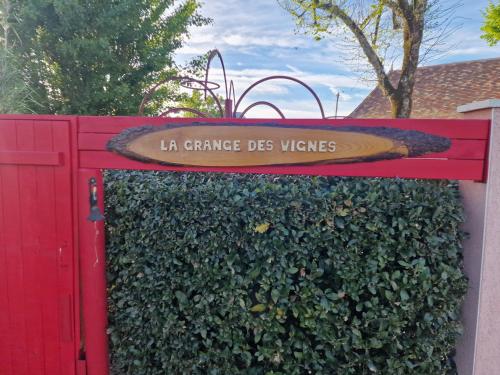 LA GRANGE DES VIGNES